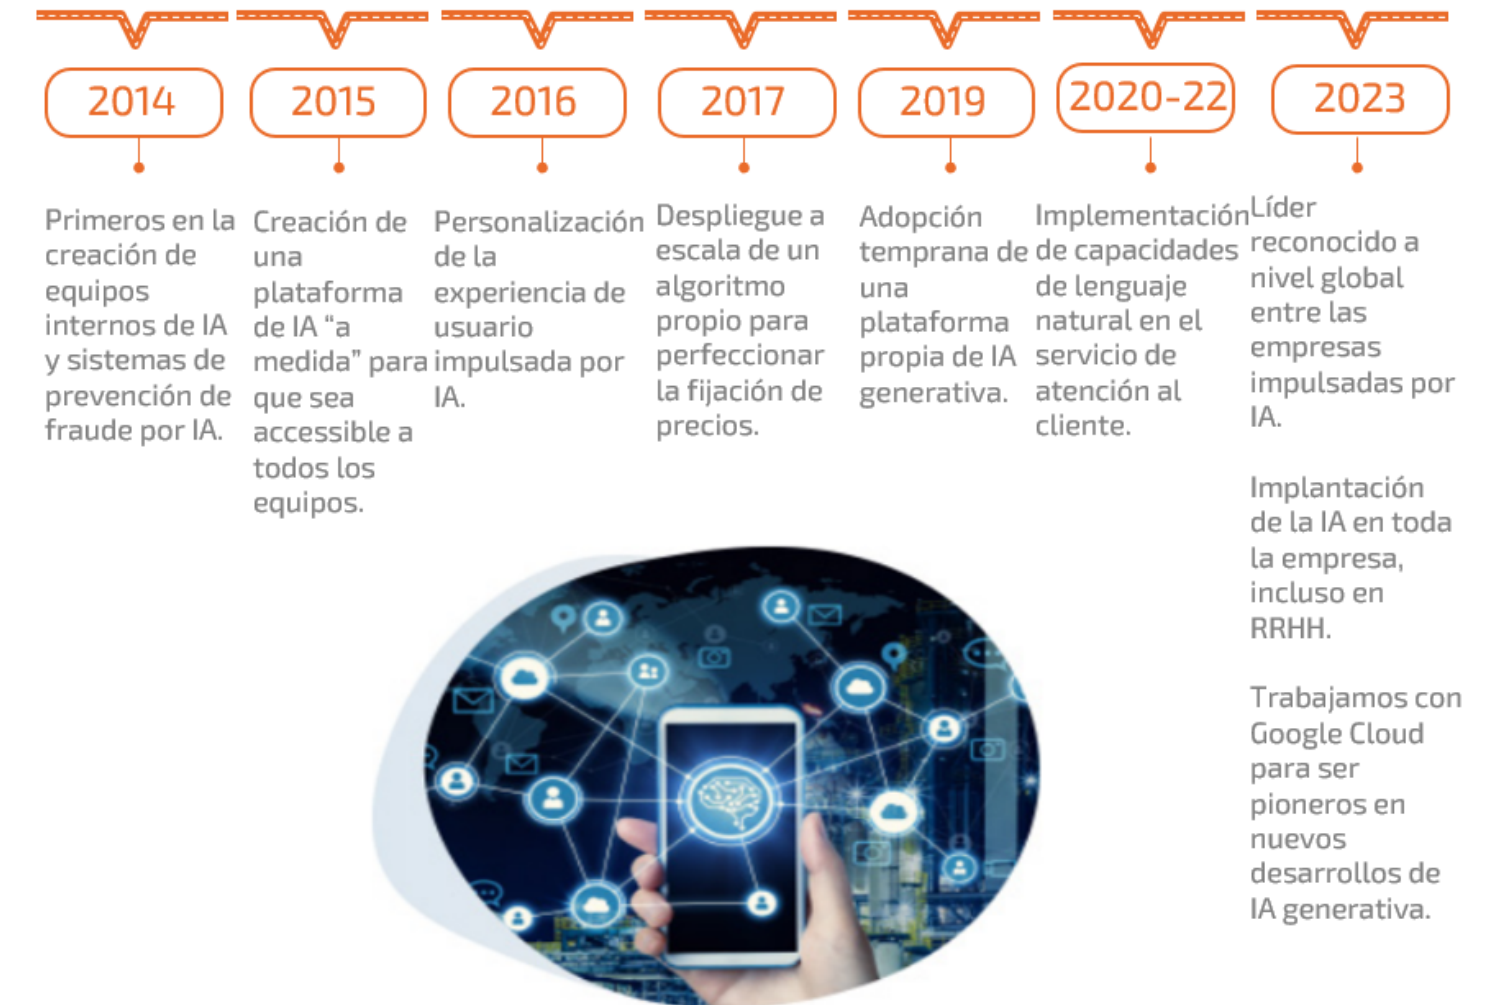 2014
Primeros en la
creación de
equipos
internos de IA
y sistemas de
prevención de
fraude por IA.
2015
Creación de
una
plataforma
de IA “a
medida” para
que sea
accessible a
todos los
equipos.
2016
Personalización
de la
experiencia de
usuario
impulsada por
IA.
2017
Despliegue a
escala de un
algoritmo
propio para
perfeccionar
la fijación de
precios.
2019
Adopción
temprana de
una
plataforma
propia de IA
generativa.
2020-22
Implementación
de capacidades
de lenguaje
natural en el
servicio de
atención al
cliente.
2023
Líder
reconocido a
nivel global
entre las
empresas
impulsadas por
IA.
Implantación
de la IA en toda
la empresa,
incluso en
RRHH.
Trabajamos con
Google Cloud
para ser
pioneros en
nuevos
desarrollos de
IA generativa.